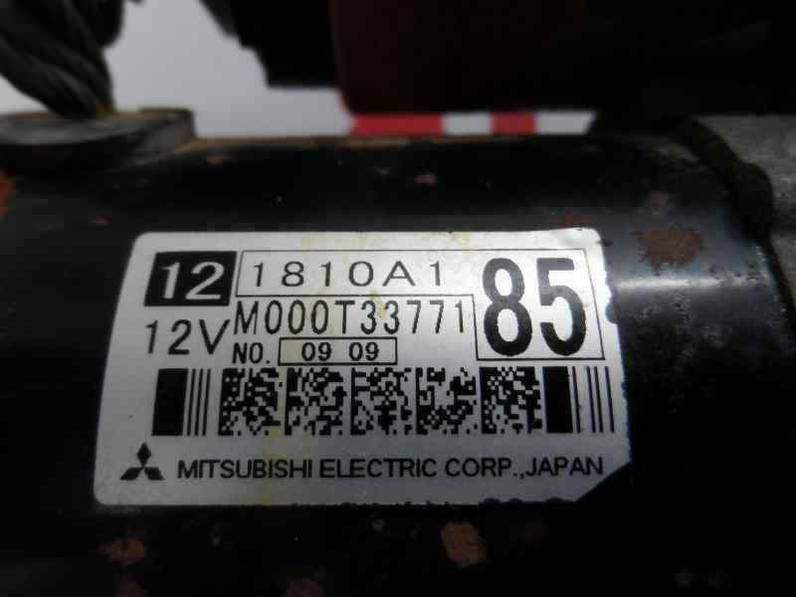 12 1810A1 85
12V M000T33771
NO. 09 09
MITSUBISHI ELECTRIC CORP., JAPAN